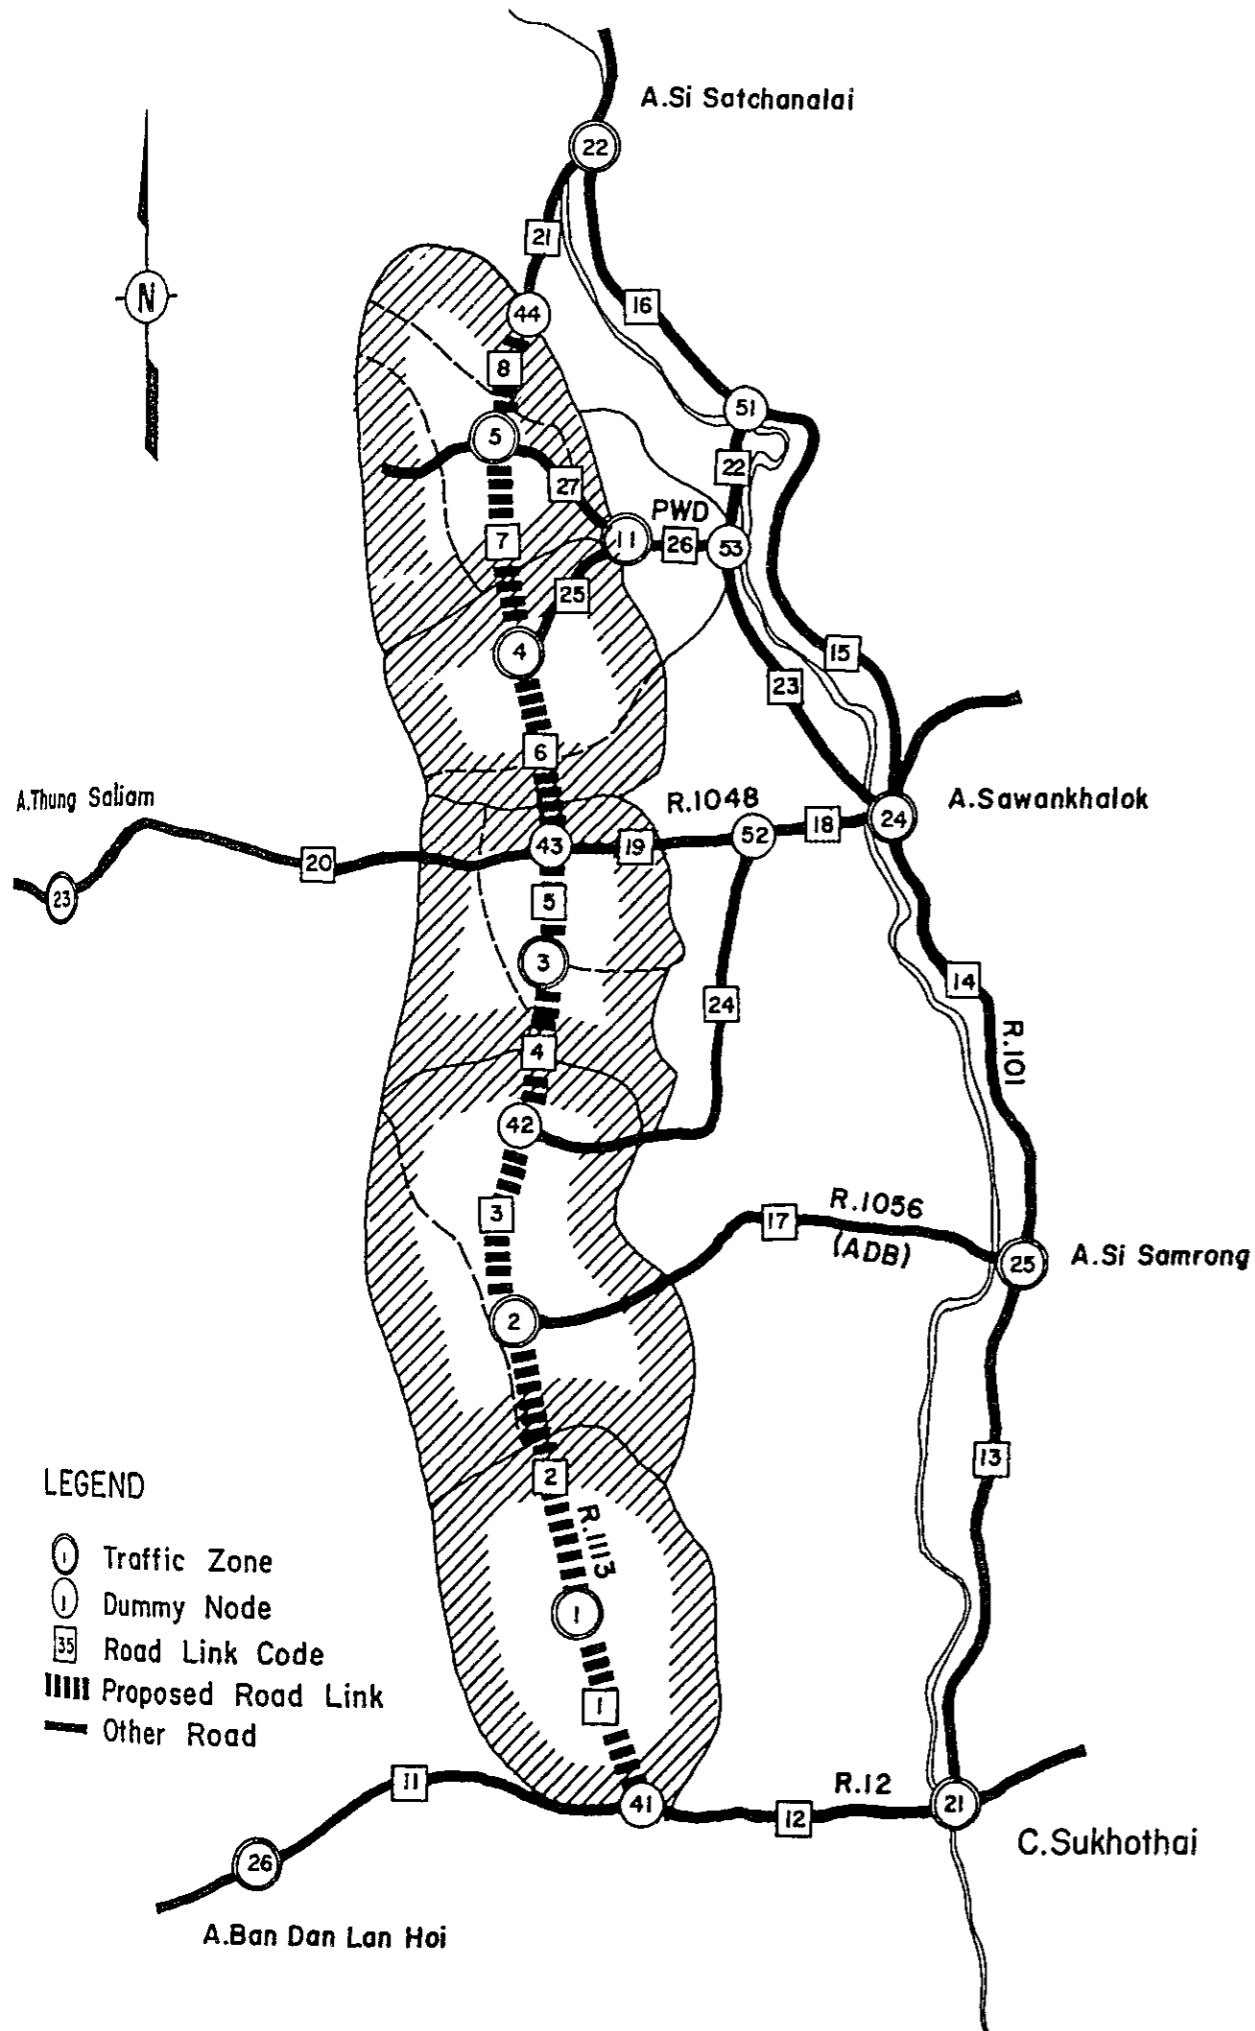 A.Si Satchanalai
22
21
N
16
44
8
51
5
22
27
PWD
7
11
26
53
25
4
15
23
6
A.Thung Saliam
R.1048
A.Sawankhalok
18
24
52
43
19
20
23
5
3
14
24
R.101
4
42
3
17
R.1056
(ADB)
25
A.Si Samrong
2
13
2
LEGEND
R.1113
1 Traffic Zone
1 Dummy Node
35 Road Link Code
Proposed Road Link
Other Road
1
1
11
R.12
41
12
21
C.Sukhothai
26
A.Ban Dan Lan Hoi